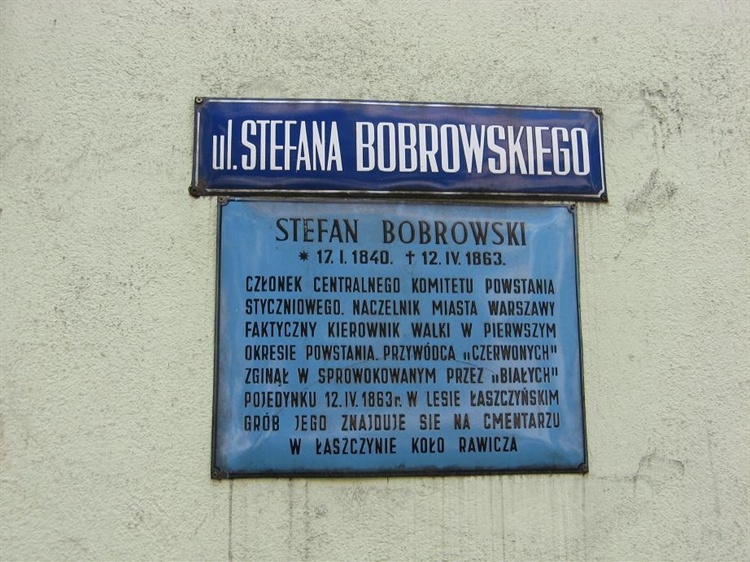 ul. STEFANA BOBROWSKIEGO
STEFAN BOBROWSKI
* 17. I. 1840. † 12. IV. 1863.
CZŁONEK CENTRALNEGO KOMITETU POWSTANIA
STYCZNIOWEGO. NACZELNIK MIASTA WARSZAWY
FAKTYCZNY KIEROWNIK WALKI W PIERWSZYM
OKRESIE POWSTANIA. PRZYWÓDCA „CZERWONYCH"
ZGINĄŁ W SPROWOKOWANYM PRZEZ „BIAŁYCH"
POJEDYNKU 12. IV. 1863r. W LESIE ŁASZCZYŃSKIM
GRÓB JEGO ZNAJDUJE SIE NA CMENTARZU
W ŁASZCZYNIE KOŁO RAWICZA